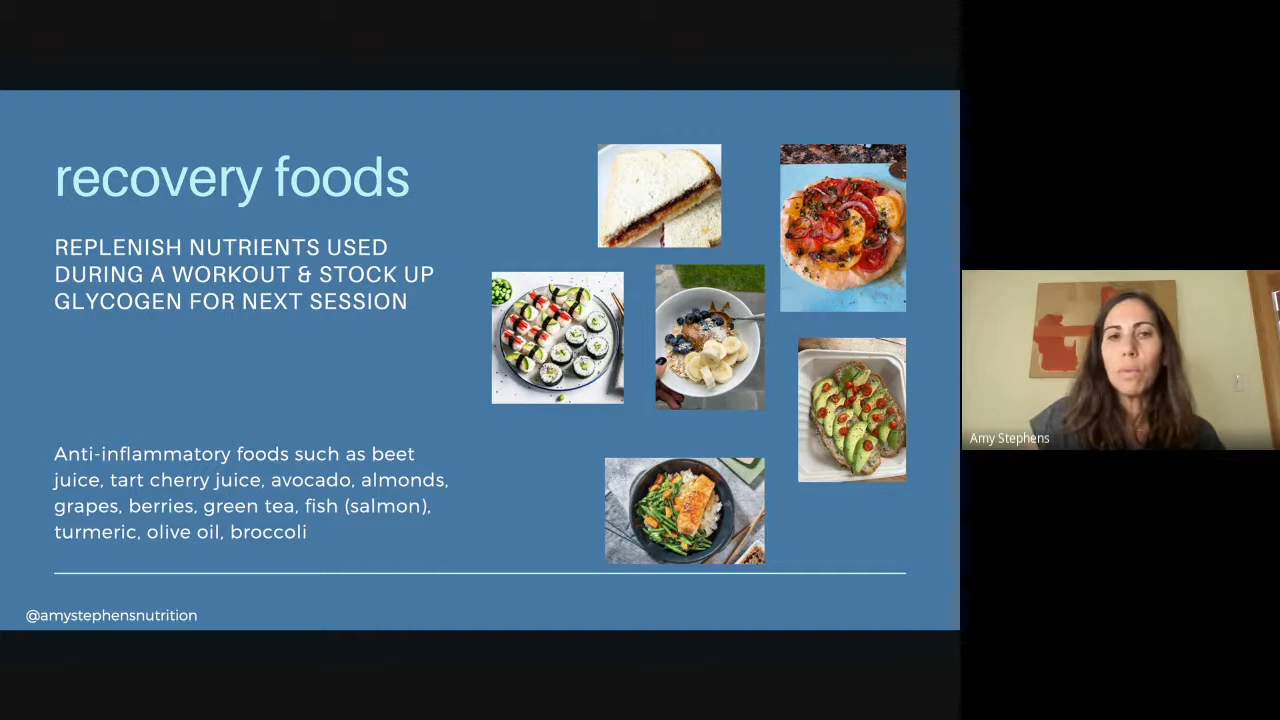 recovery foods
REPLENISH NUTRIENTS USED
DURING A WORKOUT & STOCK UP
GLYCOGEN FOR NEXT SESSION
Anti-inflammatory foods such as beet
juice, tart cherry juice, avocado, almonds,
grapes, berries, green tea, fish (salmon),
turmeric, olive oil, broccoli
@amystephensnutrition
Amy Stephens